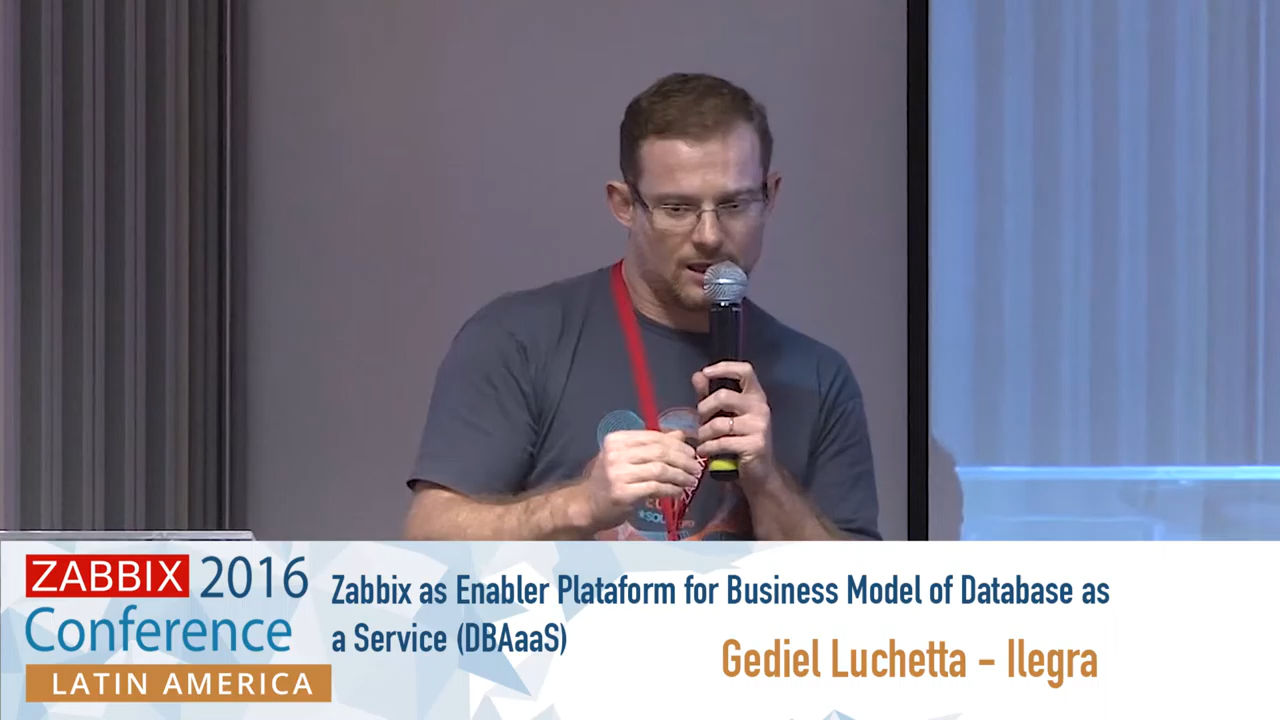 ZABBIX 2016
Conference
LATIN AMERICA
Zabbix as Enabler Plataform for Business Model of Database as
a Service (DBAaaS)
Gediel Luchetta - Ilegra